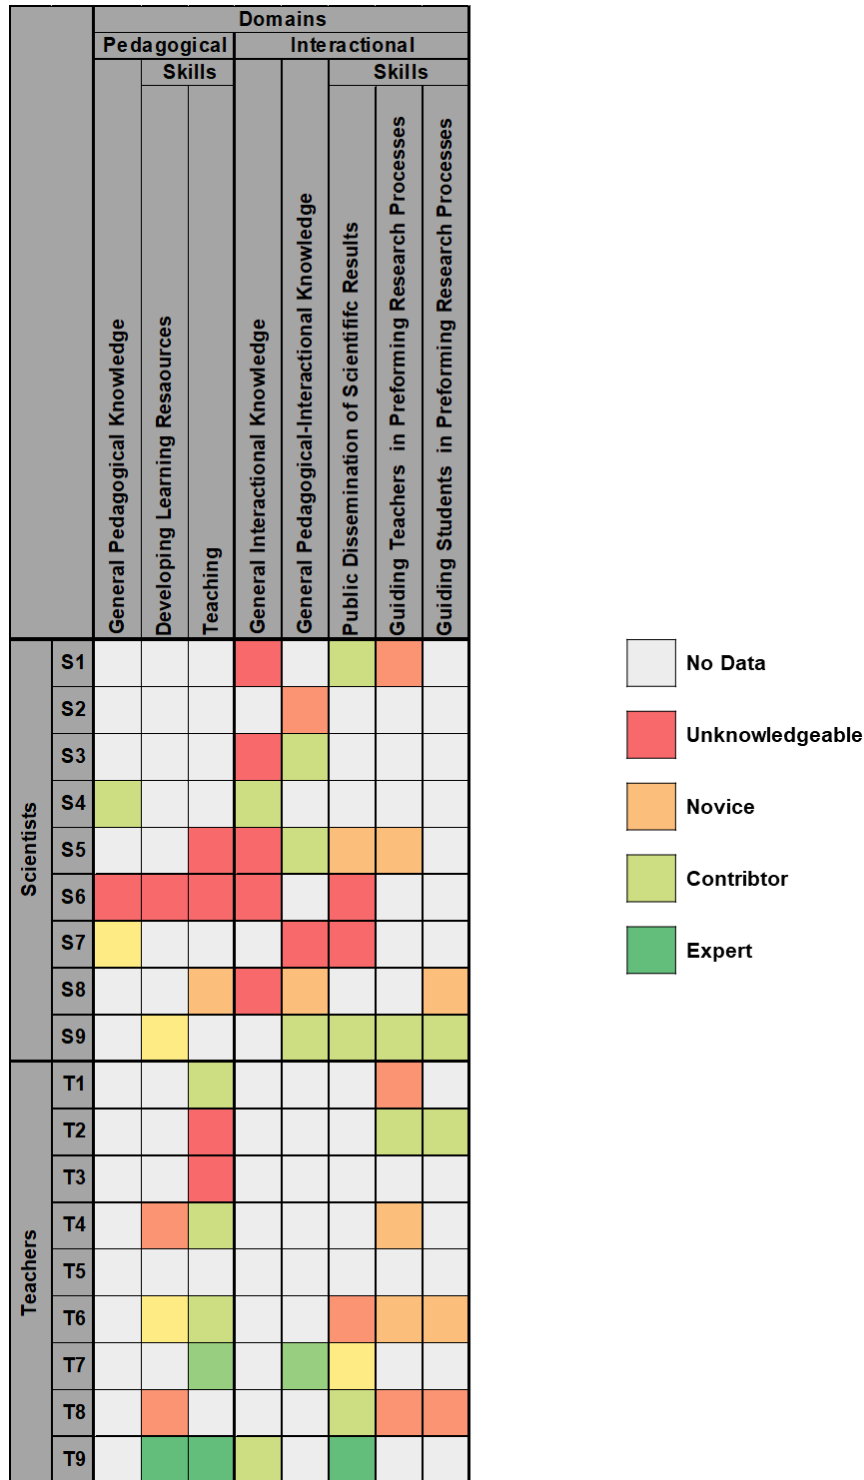 Domains
Pedagogical
Interactional
Skills
Skills
General Pedagogical Knowledge
Developing Learning Resaources
Teaching
General Interactional Knowledge
General Pedagogical-Interactional Knowledge
Public Dissemination of Scientififc Results
Guiding Teachers in Preforming Research Processes
Guiding Students in Preforming Research Processes
Scientists
S1
S2
S3
S4
S5
S6
S7
S8
S9
Teachers
T1
T2
T3
T4
T5
T6
T7
T8
T9
No Data
Unknowledgeable
Novice
Contribtor
Expert